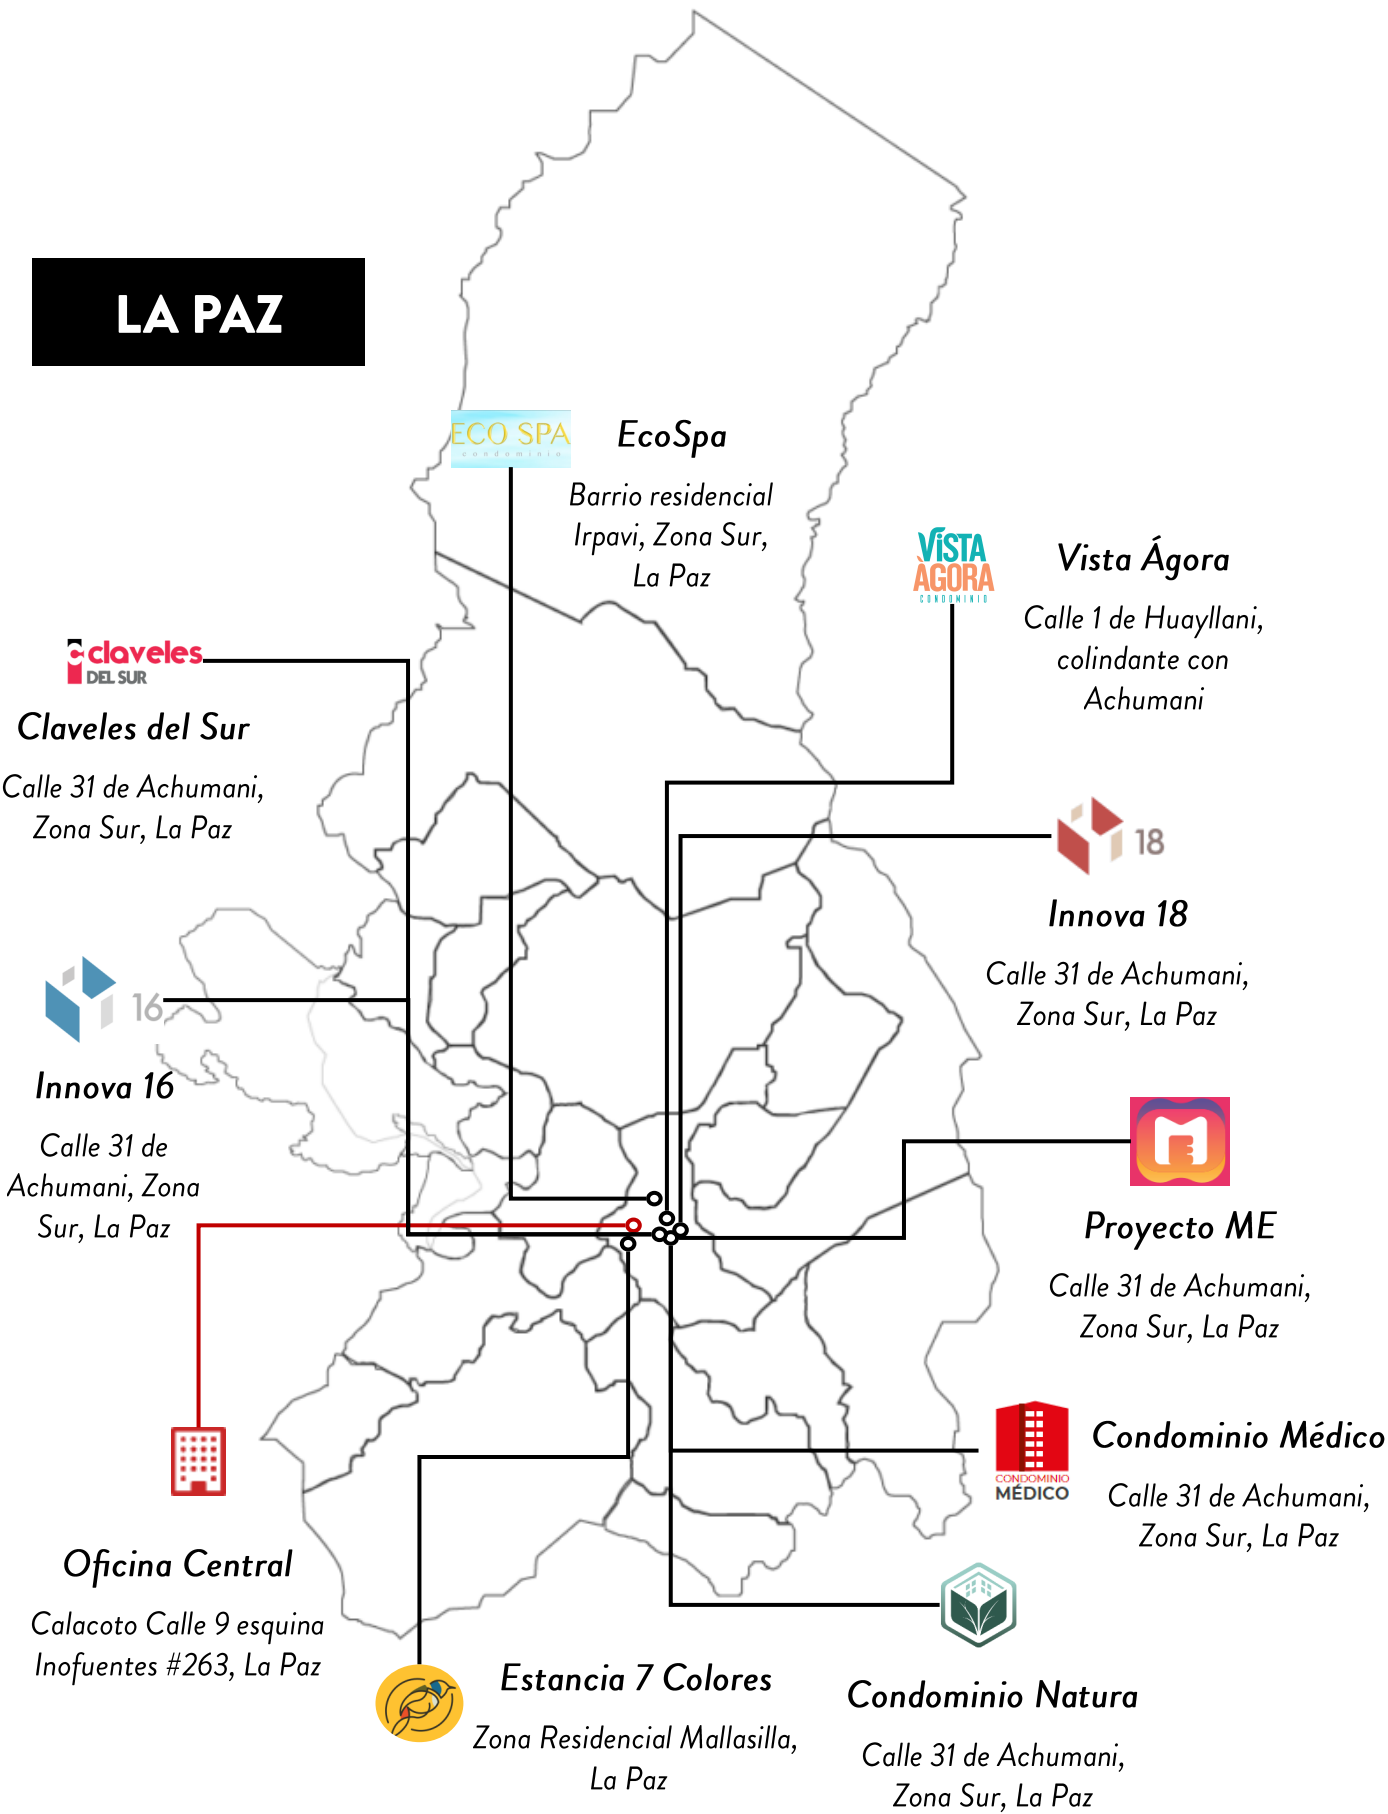 LA PAZ
ECO SPA
condominio
EcoSpa
Barrio residencial
Irpavi, Zona Sur,
La Paz
VISTA
ÀGORA
CONDOMINIO
Vista Ágora
Calle 1 de Huayllani,
colindante con
Achumani
claveles
DEL SUR
Claveles del Sur
Calle 31 de Achumani,
Zona Sur, La Paz
18
Innova 18
Calle 31 de Achumani,
Zona Sur, La Paz
16
Innova 16
Calle 31 de
Achumani, Zona
Sur, La Paz
Proyecto ME
Calle 31 de Achumani,
Zona Sur, La Paz
CONDOMINIO
MÉDICO
Condominio Médico
Calle 31 de Achumani,
Zona Sur, La Paz
Oficina Central
Calacoto Calle 9 esquina
Inofuentes #263, La Paz
Estancia 7 Colores
Zona Residencial Mallasilla,
La Paz
Condominio Natura
Calle 31 de Achumani,
Zona Sur, La Paz